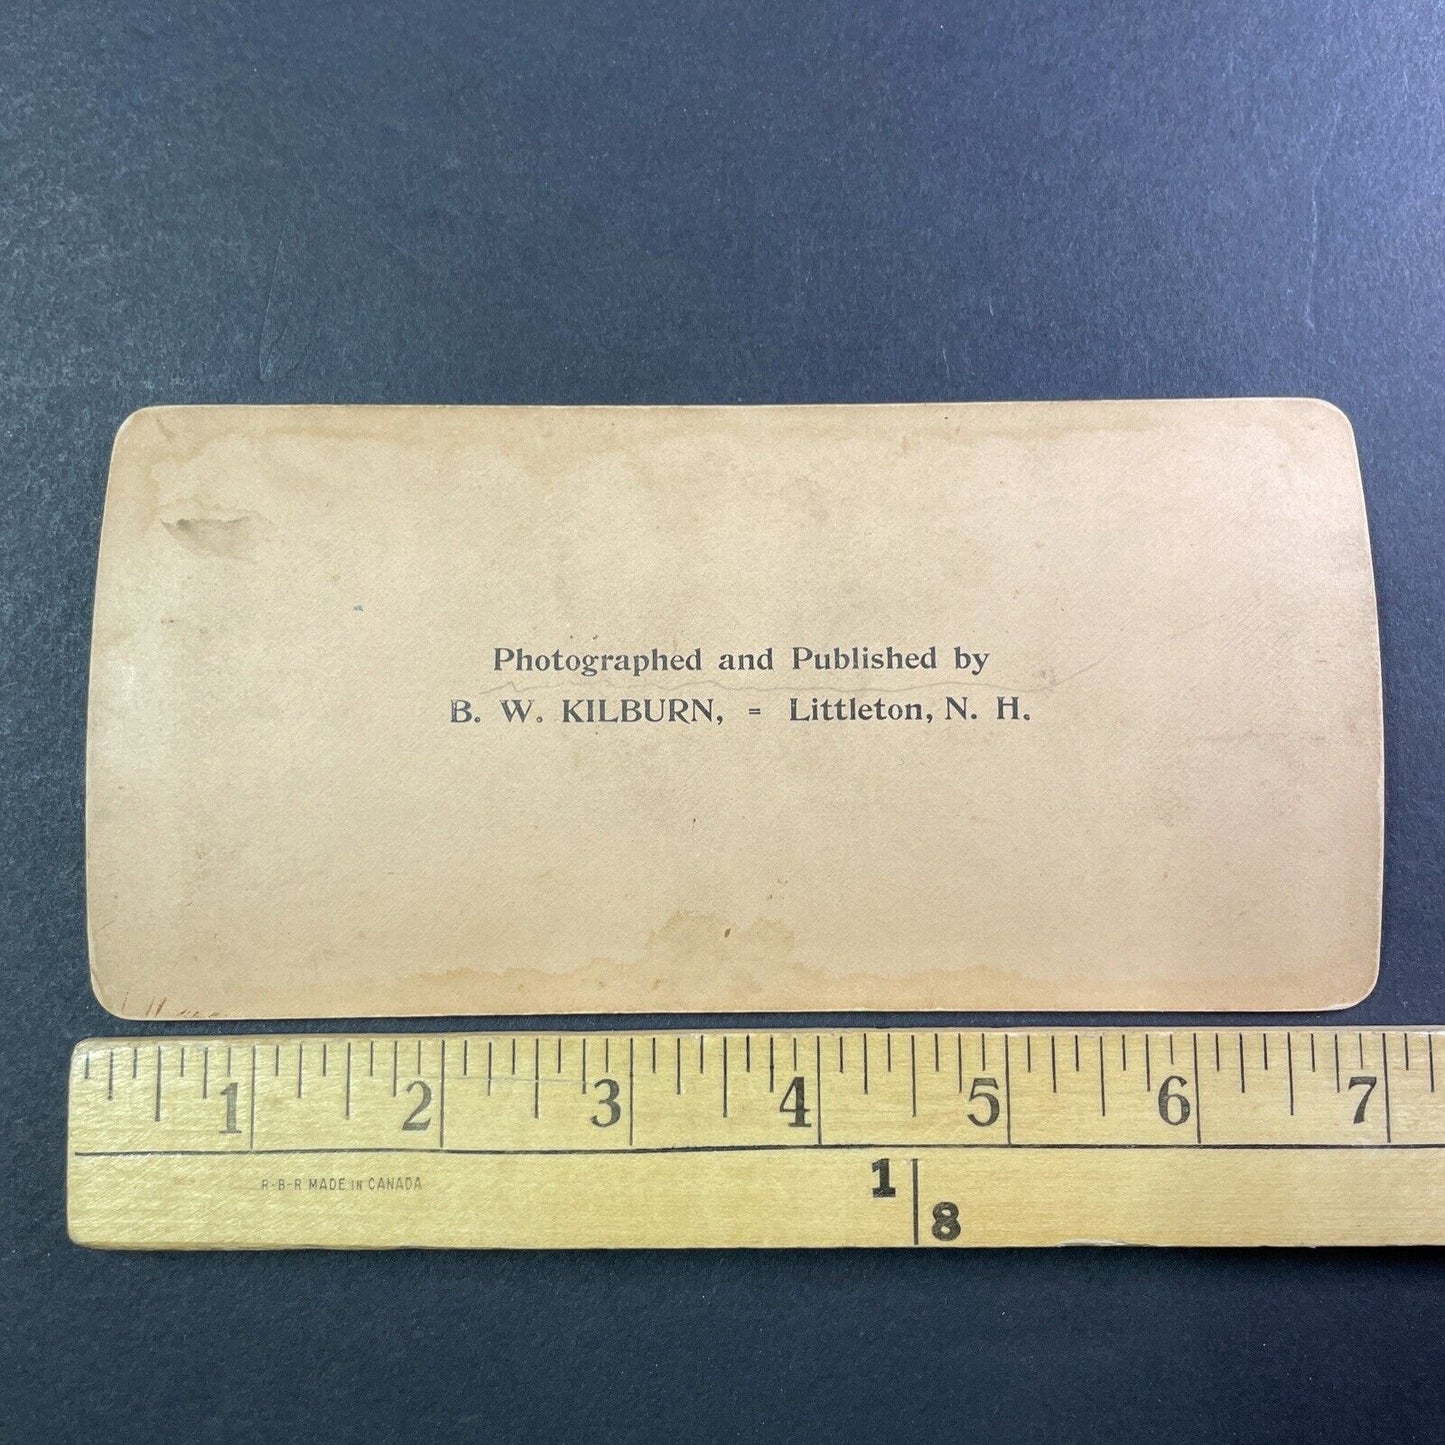 Photographed and Published by
B. W. KILBURN, = Littleton, N. H.
1 2 3 4 5 6 7
R-B-R MADE IN CANADA
1
8